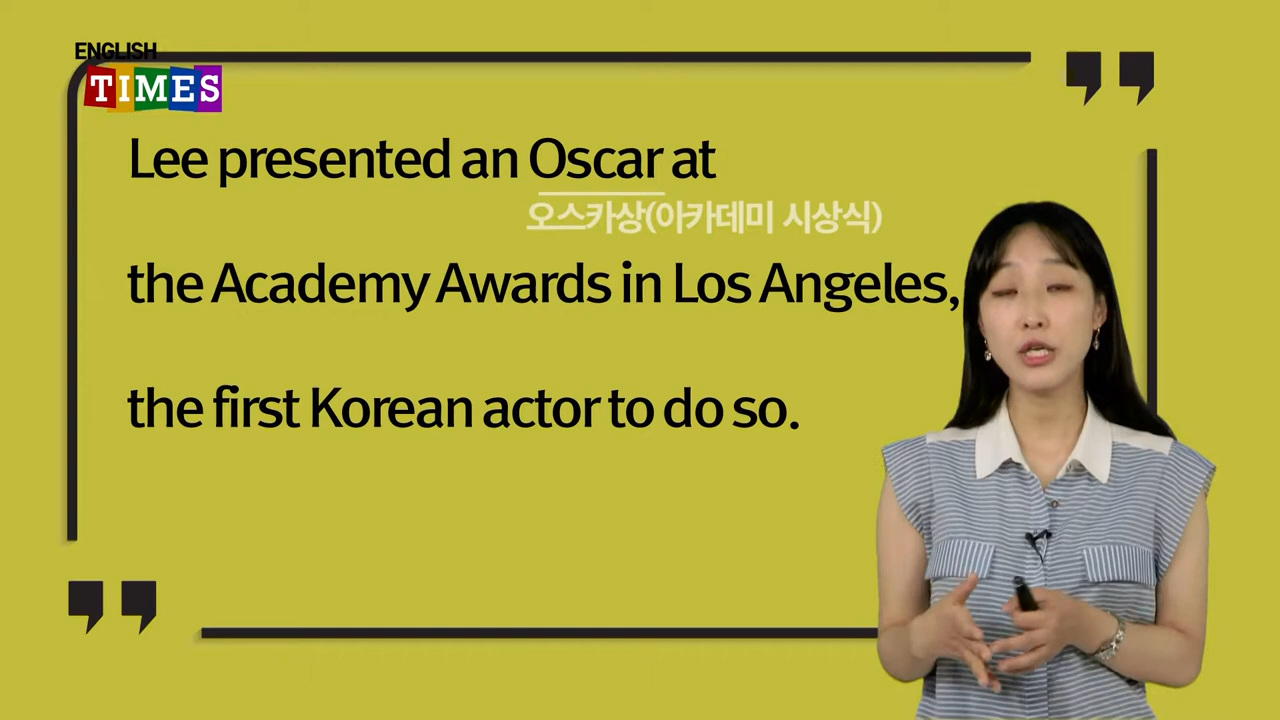 ENGLISH
TIMES
Lee presented an Oscar at
오스카상(아카데미 시상식)
the Academy Awards in Los Angeles,
the first Korean actor to do so.